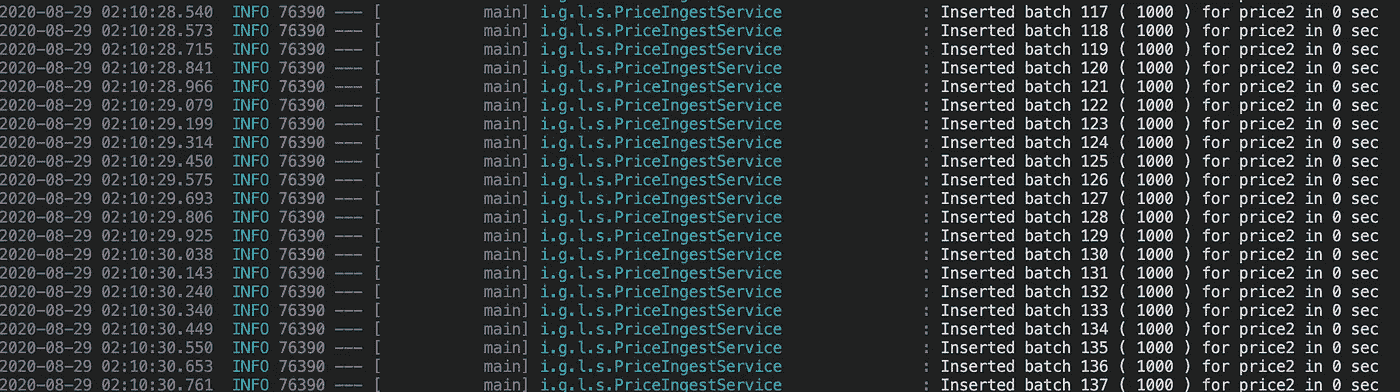 2020-08-29 02:10:28.540  INFO 76390 --- [           main] i.g.l.s.PriceIngestService               : Inserted batch 117 ( 1000 ) for price2 in 0 sec
2020-08-29 02:10:28.573  INFO 76390 --- [           main] i.g.l.s.PriceIngestService               : Inserted batch 118 ( 1000 ) for price2 in 0 sec
2020-08-29 02:10:28.715  INFO 76390 --- [           main] i.g.l.s.PriceIngestService               : Inserted batch 119 ( 1000 ) for price2 in 0 sec
2020-08-29 02:10:28.841  INFO 76390 --- [           main] i.g.l.s.PriceIngestService               : Inserted batch 120 ( 1000 ) for price2 in 0 sec
2020-08-29 02:10:28.966  INFO 76390 --- [           main] i.g.l.s.PriceIngestService               : Inserted batch 121 ( 1000 ) for price2 in 0 sec
2020-08-29 02:10:29.079  INFO 76390 --- [           main] i.g.l.s.PriceIngestService               : Inserted batch 122 ( 1000 ) for price2 in 0 sec
2020-08-29 02:10:29.199  INFO 76390 --- [           main] i.g.l.s.PriceIngestService               : Inserted batch 123 ( 1000 ) for price2 in 0 sec
2020-08-29 02:10:29.314  INFO 76390 --- [           main] i.g.l.s.PriceIngestService               : Inserted batch 124 ( 1000 ) for price2 in 0 sec
2020-08-29 02:10:29.450  INFO 76390 --- [           main] i.g.l.s.PriceIngestService               : Inserted batch 125 ( 1000 ) for price2 in 0 sec
2020-08-29 02:10:29.575  INFO 76390 --- [           main] i.g.l.s.PriceIngestService               : Inserted batch 126 ( 1000 ) for price2 in 0 sec
2020-08-29 02:10:29.693  INFO 76390 --- [           main] i.g.l.s.PriceIngestService               : Inserted batch 127 ( 1000 ) for price2 in 0 sec
2020-08-29 02:10:29.806  INFO 76390 --- [           main] i.g.l.s.PriceIngestService               : Inserted batch 128 ( 1000 ) for price2 in 0 sec
2020-08-29 02:10:29.925  INFO 76390 --- [           main] i.g.l.s.PriceIngestService               : Inserted batch 129 ( 1000 ) for price2 in 0 sec
2020-08-29 02:10:30.038  INFO 76390 --- [           main] i.g.l.s.PriceIngestService               : Inserted batch 130 ( 1000 ) for price2 in 0 sec
2020-08-29 02:10:30.143  INFO 76390 --- [           main] i.g.l.s.PriceIngestService               : Inserted batch 131 ( 1000 ) for price2 in 0 sec
2020-08-29 02:10:30.240  INFO 76390 --- [           main] i.g.l.s.PriceIngestService               : Inserted batch 132 ( 1000 ) for price2 in 0 sec
2020-08-29 02:10:30.340  INFO 76390 --- [           main] i.g.l.s.PriceIngestService               : Inserted batch 133 ( 1000 ) for price2 in 0 sec
2020-08-29 02:10:30.449  INFO 76390 --- [           main] i.g.l.s.PriceIngestService               : Inserted batch 134 ( 1000 ) for price2 in 0 sec
2020-08-29 02:10:30.550  INFO 76390 --- [           main] i.g.l.s.PriceIngestService               : Inserted batch 135 ( 1000 ) for price2 in 0 sec
2020-08-29 02:10:30.653  INFO 76390 --- [           main] i.g.l.s.PriceIngestService               : Inserted batch 136 ( 1000 ) for price2 in 0 sec
2020-08-29 02:10:30.761  INFO 76390 --- [           main] i.g.l.s.PriceIngestService               : Inserted batch 137 ( 1000 ) for price2 in 0 sec